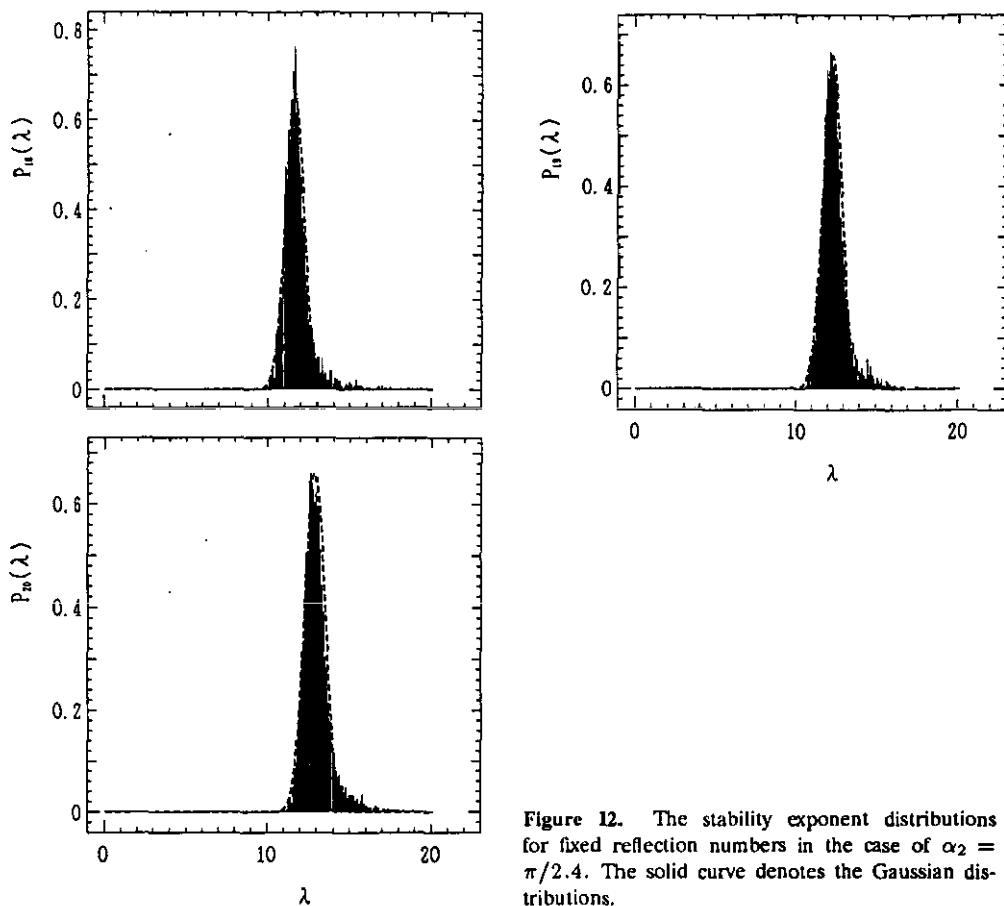 0.8
0.6
0.4
0.2
0
P₁₈(λ)
0
10
20
0.6
0.4
0.2
0
P₁₉(λ)
0
10
20
λ
0.6
0.4
0.2
0
P₂₀(λ)
0
10
20
λ
Figure 12. The stability exponent distributions
for fixed reflection numbers in the case of α₂ =
π/2.4. The solid curve denotes the Gaussian dis-
tributions.